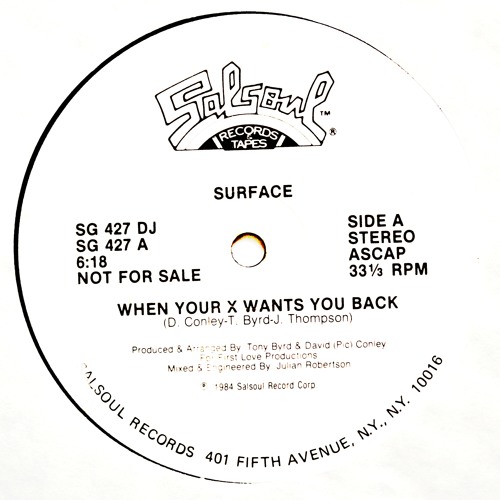 Salsoul™
RECORDS &
TAPES®
SURFACE
SG 427 DJ
SG 427 A
6:18
NOT FOR SALE
SIDE A
STEREO
ASCAP
33⅓ RPM
WHEN YOUR X WANTS YOU BACK
(D. Conley-T. Byrd-J. Thompson)
Produced & Arranged By Tony Byrd & David (Pic) Conley
For First Love Productions
Mixed & Engineered By Julian Robertson
℗ 1984 Salsoul Record Corp
SALSOUL RECORDS 401 FIFTH AVENUE, N.Y., N.Y. 10016